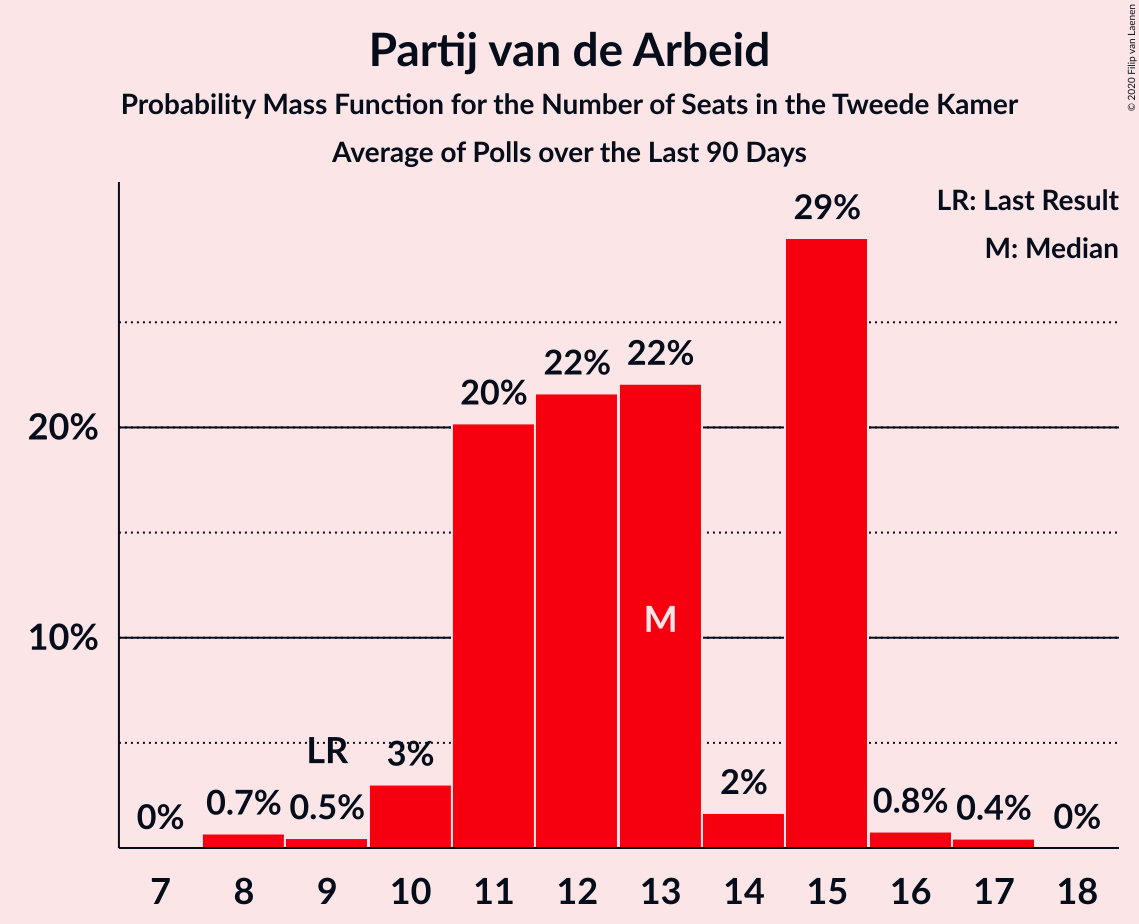 Partij van de Arbeid
Probability Mass Function for the Number of Seats in the Tweede Kamer
Average of Polls over the Last 90 Days
© 2020 Filip van Laenen
LR: Last Result
M: Median
29%
22%
22%
20%
20%
M
10%
LR
3%
2%
0.7%
0.5%
0.8%
0.4%
0%
0%
7 8 9 10 11 12 13 14 15 16 17 18